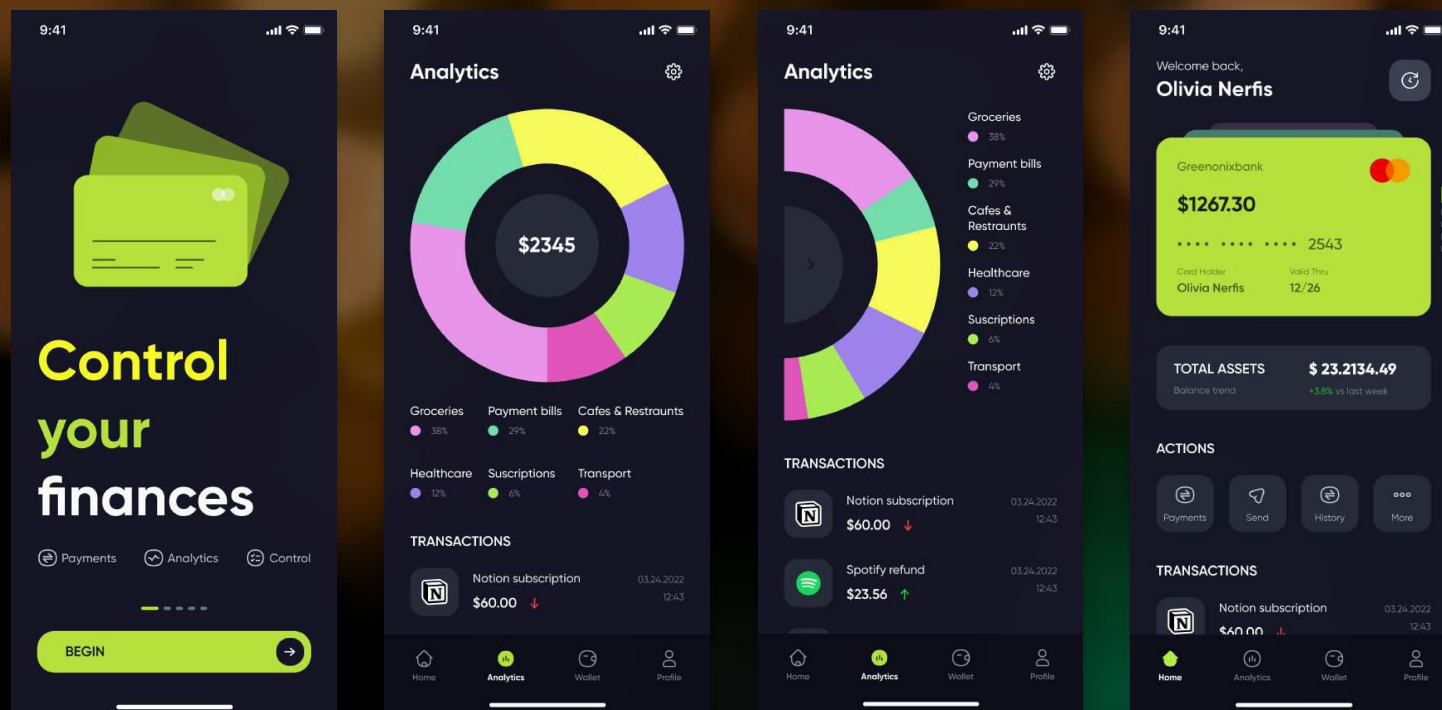 9:41
Control
your
finances
Payments Analytics Control
BEGIN
9:41
Analytics
$2345
Groceries Payment bills Cafes & Restraunts
38% 29% 22%
Healthcare Suscriptions Transport
12% 6% 4%
TRANSACTIONS
Notion subscription 03.24.2022
$60.00 12:43
Home Analytics Wallet Profile
9:41
Analytics
Groceries
38%
Payment bills
29%
Cafes &
Restraunts
22%
Healthcare
12%
Suscriptions
6%
Transport
4%
TRANSACTIONS
Notion subscription 03.24.2022
$60.00 12:43
Spotify refund 03.24.2022
$23.56 12:43
Home Analytics Wallet Profile
9:41
Welcome back,
Olivia Nerfis
Greenonixbank
$1267.30
•••• •••• •••• 2543
Card Holder Valid Thru
Olivia Nerfis 12/26
TOTAL ASSETS $ 23.2134.49
Balance trend +3.8% vs last week
ACTIONS
Payments Send History More
TRANSACTIONS
Notion subscription 03.24.2022
$60.00 12:43
Home Analytics Wallet Profile